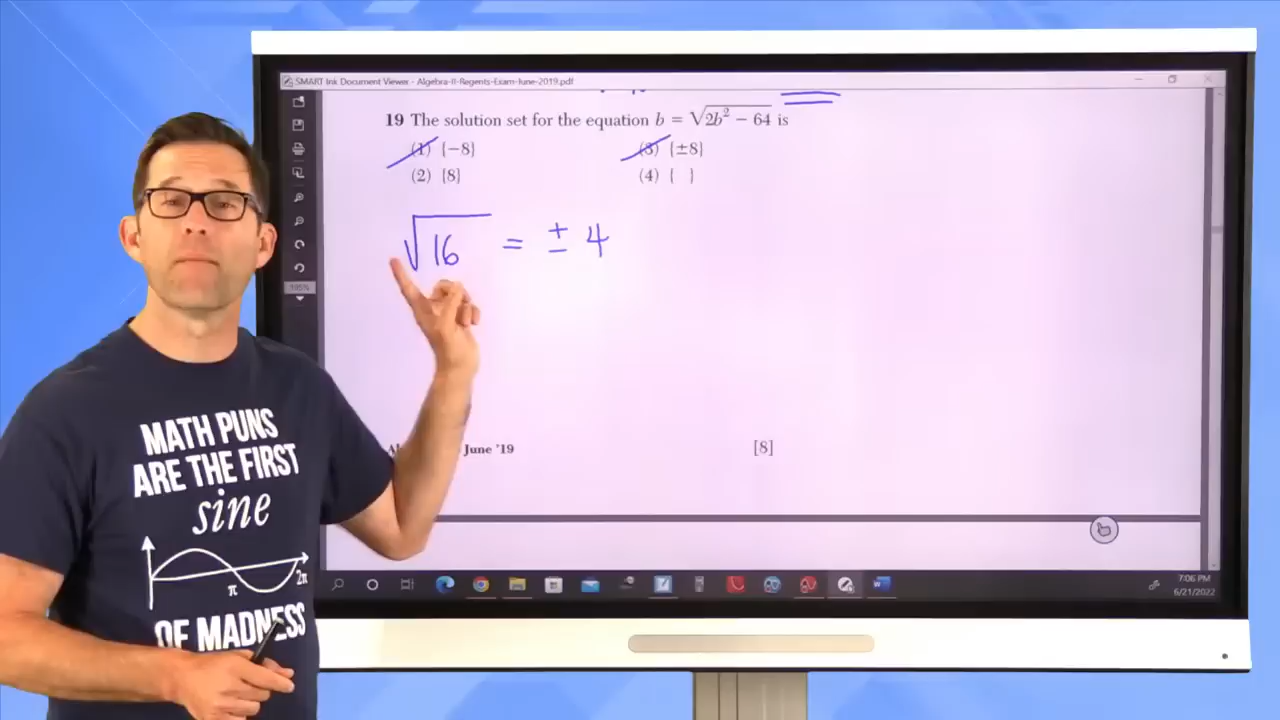 SMART Ink Document Viewer - Algebra-II-Regents-Exam-June-2019.pdf
19 The solution set for the equation b = √2b² − 64 is
(1) {−8}
(3) {±8}
(2) {8}
(4) { }
√16 = ± 4
195%
June '19
[8]
MATH PUNS
ARE THE FIRST
sine
π
2π
OF MADNESS
7:06 PM
6/21/2022